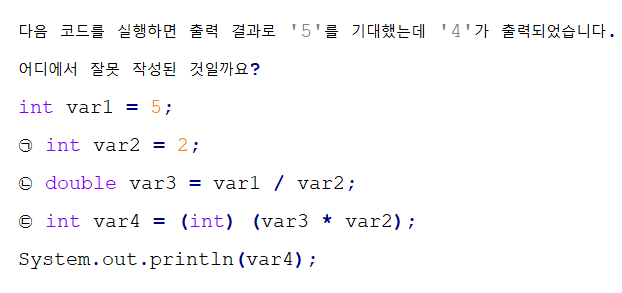 다음 코드를 실행하면 출력 결과로 '5'를 기대했는데 '4'가 출력되었습니다.
어디에서 잘못 작성된 것일까요?
int var1 = 5;
㉠ int var2 = 2;
㉡ double var3 = var1 / var2;
㉢ int var4 = (int) (var3 * var2);
System.out.println(var4);